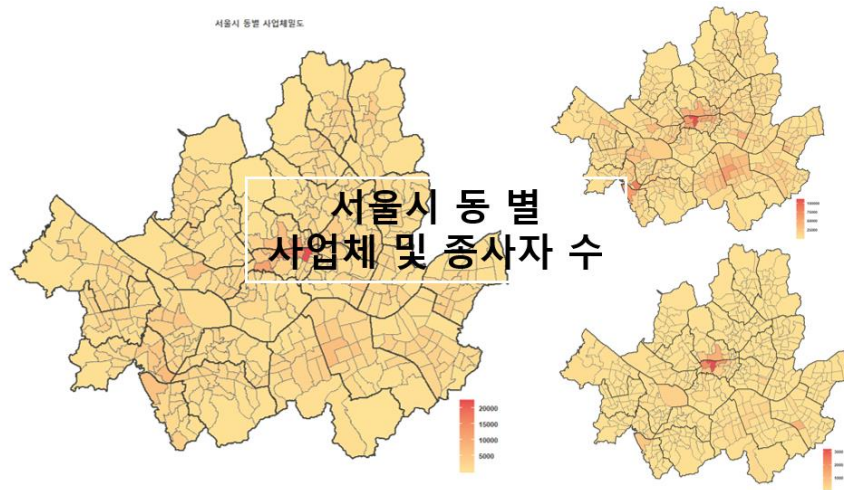 서울시 동별 사업체밀도
서울시 동 별
사업체 및 종사자 수
20000
15000
10000
5000